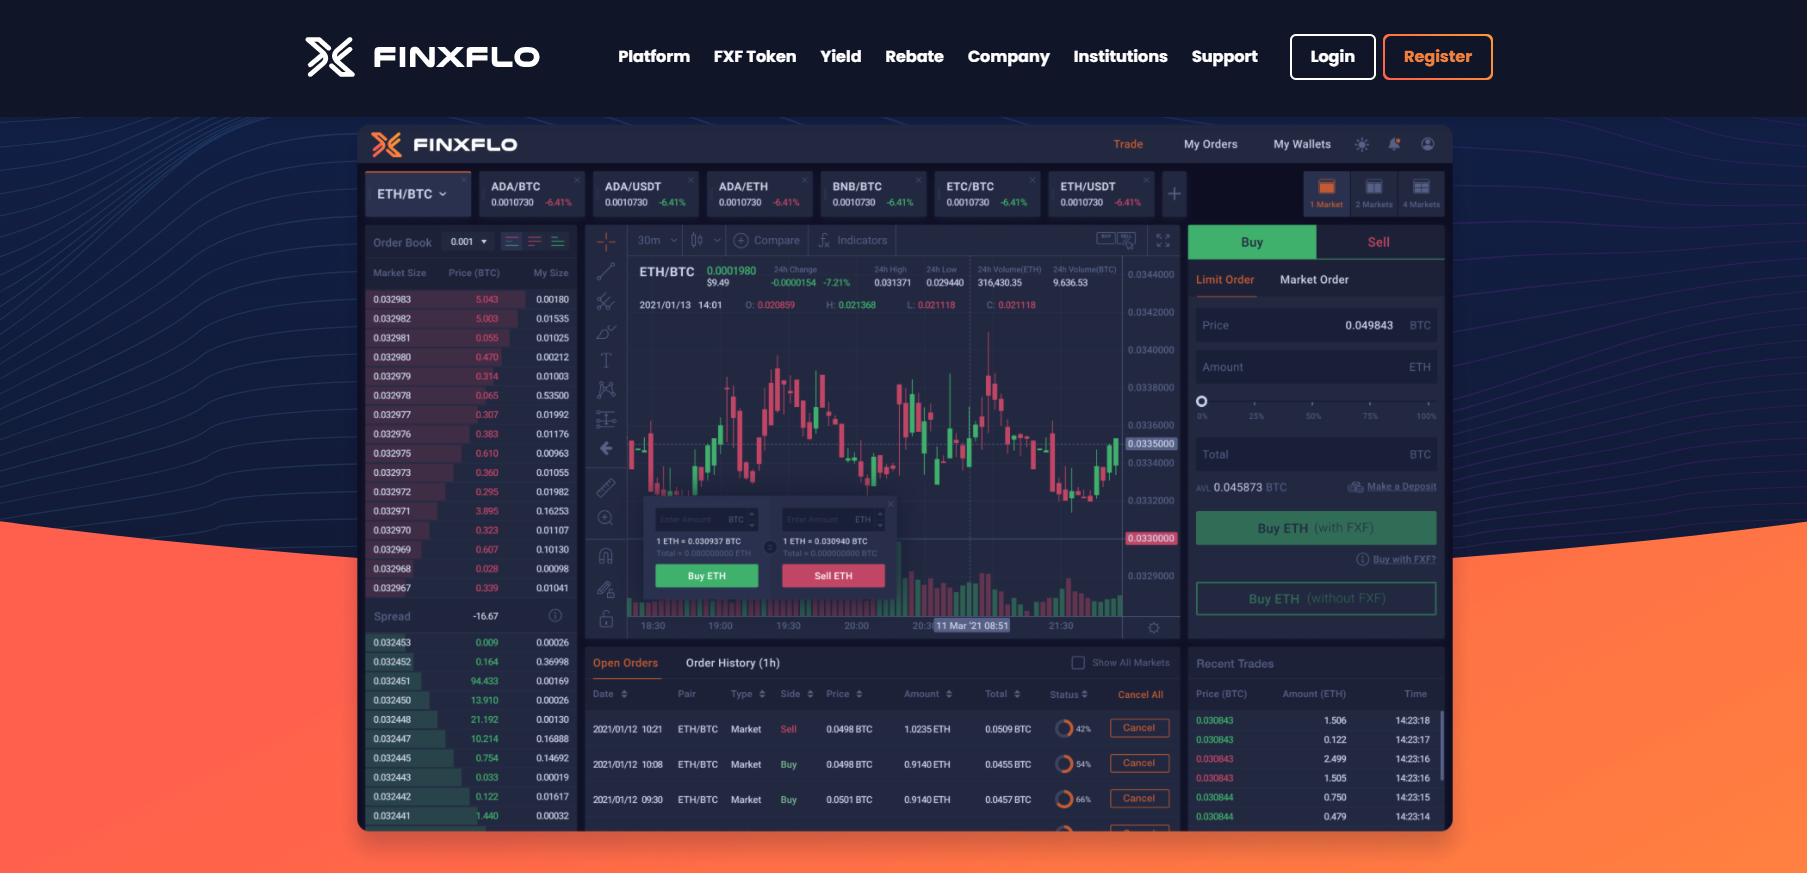 FINXFLO Platform FXF Token Yield Rebate Company Institutions Support Login Register
FINXFLO Trade My Orders My Wallets
ETH/BTC
ADA/BTC
0.0010730 -6.41%
ADA/USDT
0.0010730 -6.41%
ADA/ETH
0.0010730 -6.41%
BNB/BTC
0.0010730 -6.41%
ETC/BTC
0.0010730 -6.41%
ETH/USDT
0.0010730 -6.41%
1 Market 2 Markets 4 Markets
Order Book 0.001
Market Size Price (BTC) My Size
0.032983 5.043 0.00180
0.032982 5.003 0.01535
0.032981 0.055 0.01025
0.032980 0.470 0.00212
0.032979 0.314 0.01003
0.032978 0.065 0.53500
0.032977 0.307 0.01992
0.032976 0.383 0.01176
0.032975 0.610 0.00963
0.032973 0.360 0.01055
0.032972 0.295 0.01982
0.032971 3.895 0.16253
0.032970 0.323 0.01107
0.032969 0.607 0.10130
0.032968 0.028 0.00098
0.032967 0.339 0.01041
Spread -16.67
0.032453 0.009 0.00026
0.032452 0.164 0.36998
0.032451 94.433 0.00169
0.032450 13.910 0.00026
0.032448 21.192 0.00130
0.032447 10.214 0.16888
0.032445 0.754 0.14692
0.032443 0.033 0.00019
0.032442 0.122 0.01617
0.032441 1.440 0.00032
30m Compare Indicators
ETH/BTC 0.0001980
$9.49
24h Change
-0.0000154 -7.21%
24h High
0.031371
24h Low
0.029440
24h Volume(ETH)
316,430.35
24h Volume(BTC)
9.636.53
2021/01/13 14:01 O: 0.020859 H: 0.021368 L: 0.021118 C: 0.021118
0.0344000
0.0342000
0.0340000
0.0338000
0.0336000
0.0335000
0.0334000
0.0332000
0.0330000
0.0329000
Enter Amount BTC
1 ETH = 0.030937 BTC
Total = 0.080000000 ETH
Buy ETH
Enter Amount ETH
1 ETH = 0.030940 BTC
Total = 0.000000000 BTC
Sell ETH
18:30 19:00 19:30 20:00 11 Mar '21 08:51 21:30
Buy Sell
Limit Order Market Order
Price 0.049843 BTC
Amount ETH
0% 25% 50% 75% 100%
Total BTC
AVL 0.045873 BTC Make a Deposit
Buy ETH (with FXF)
Buy with FXF?
Buy ETH (without FXF)
Open Orders Order History (1h) Show All Markets
Date Pair Type Side Price Amount Total Status Cancel All
2021/01/12 10:21 ETH/BTC Market Sell 0.0498 BTC 1.0235 ETH 0.0509 BTC 42% Cancel
2021/01/12 10:08 ETH/BTC Market Buy 0.0498 BTC 0.9140 ETH 0.0455 BTC 54% Cancel
2021/01/12 09:30 ETH/BTC Market Buy 0.0501 BTC 0.9140 ETH 0.0457 BTC 66% Cancel
Recent Trades
Price (BTC) Amount (ETH) Time
0.030843 1.506 14:23:18
0.030843 0.122 14:23:17
0.030843 2.499 14:23:16
0.030843 1.505 14:23:16
0.030844 0.750 14:23:15
0.030844 0.479 14:23:14